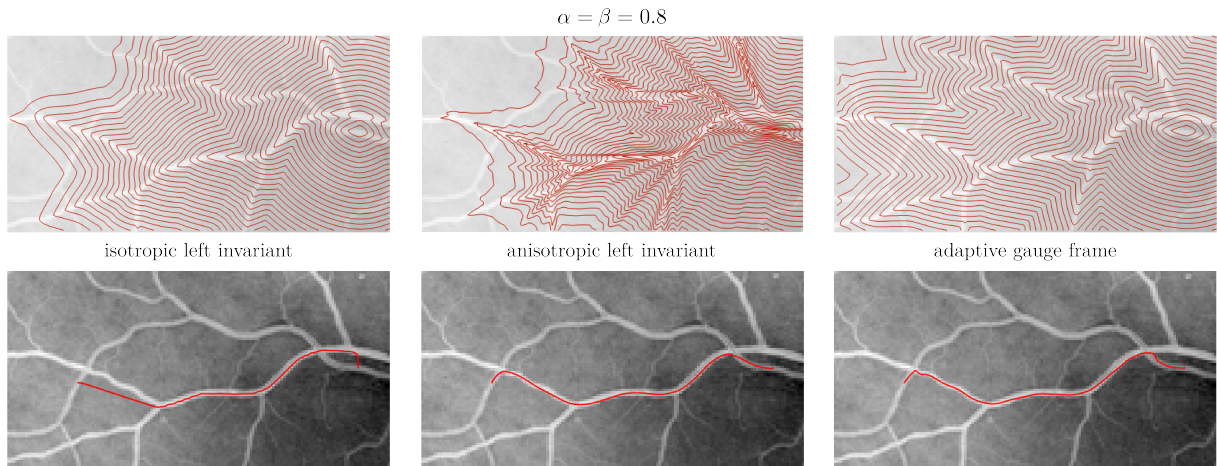 α = β = 0.8
isotropic left invariant
anisotropic left invariant
adaptive gauge frame